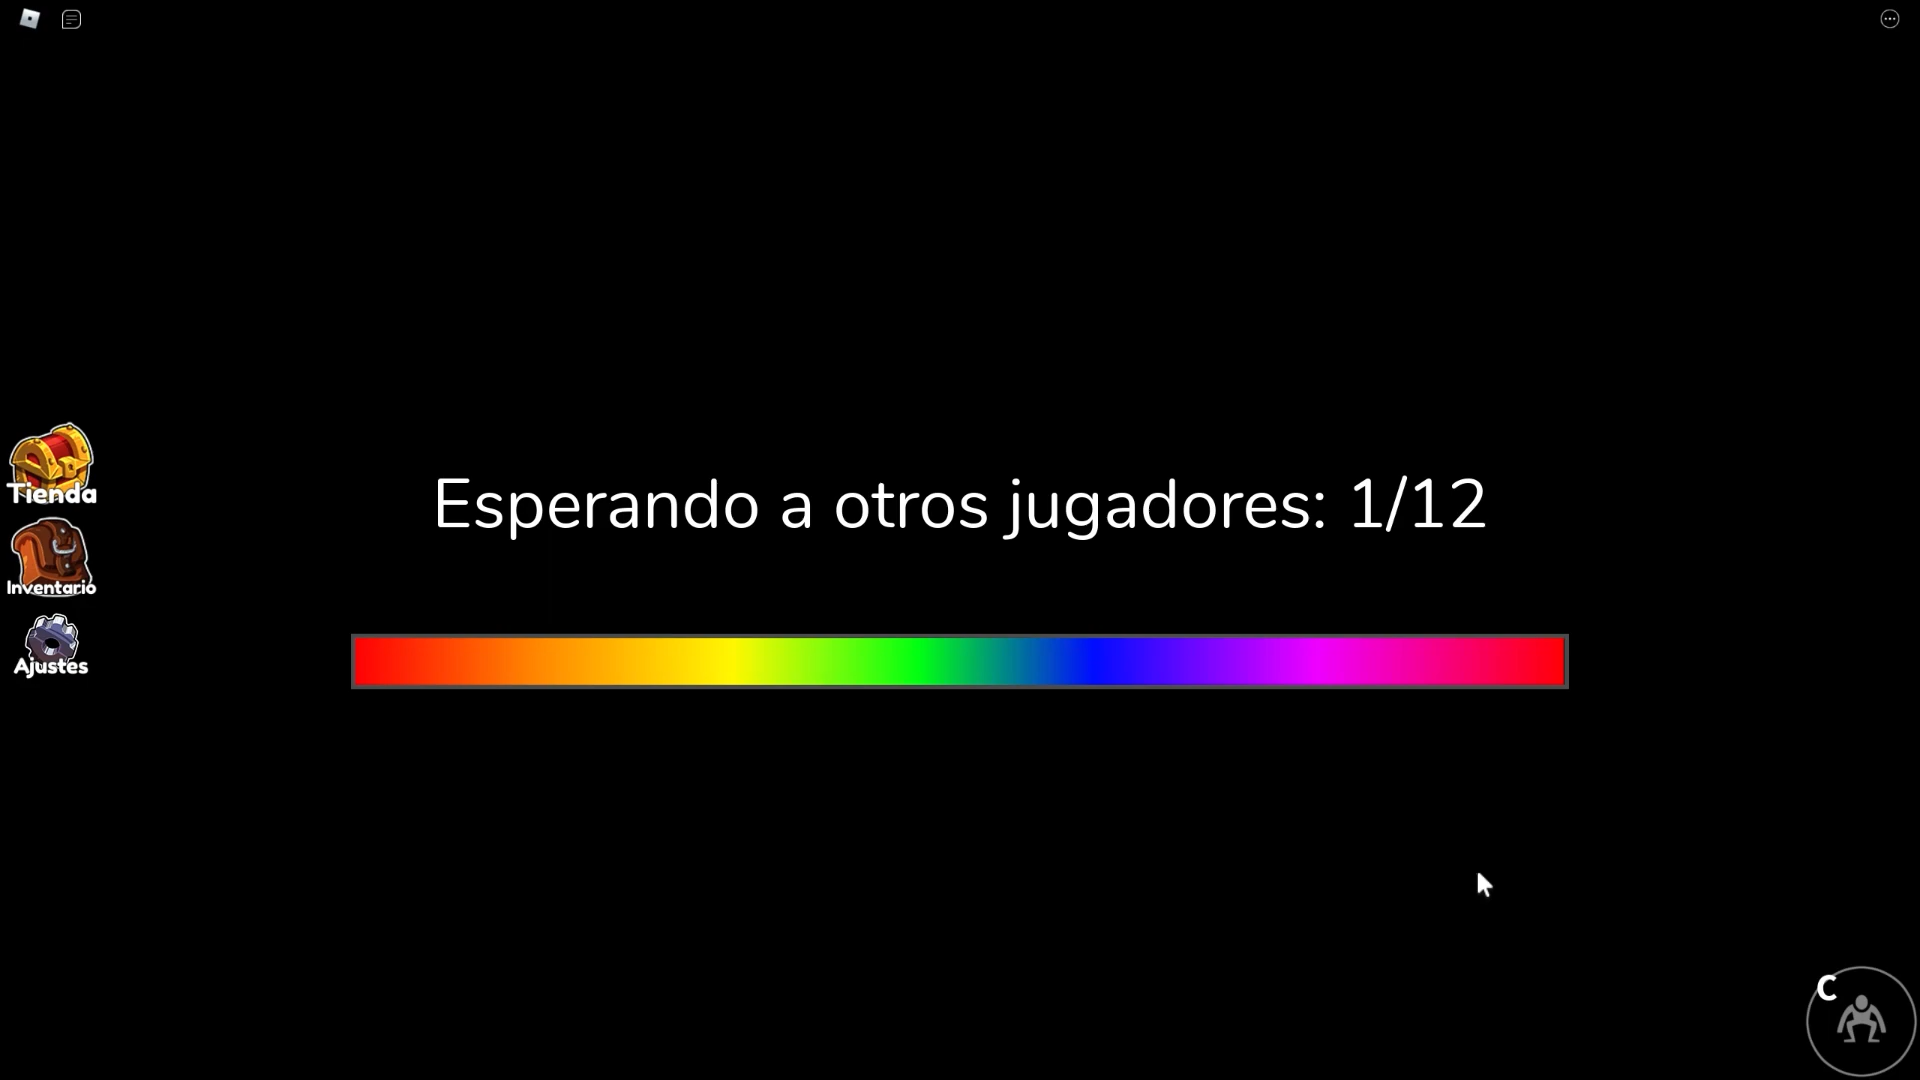 Tienda
Esperando a otros jugadores: 1/12
Inventario
Ajustes
C